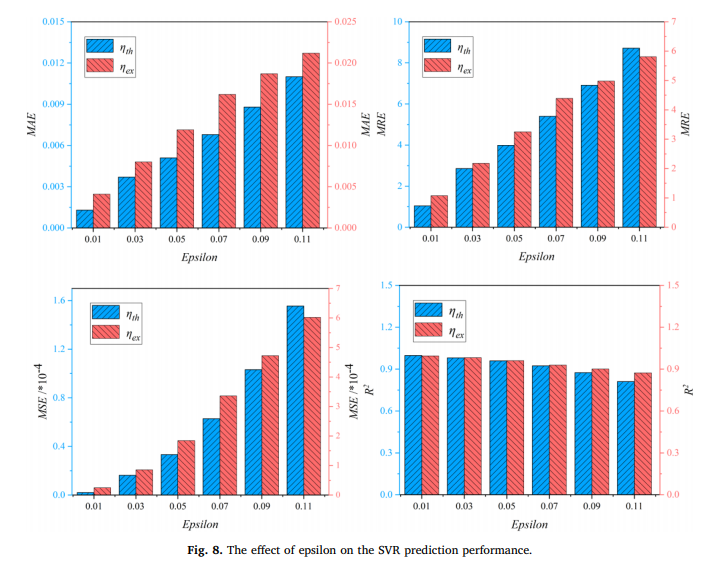 0.015
0.012
0.009
0.006
0.003
0.000
MAE
η_th
η_ex
0.025
0.020
0.015
0.010
0.005
0.000
MAE
0.01 0.03 0.05 0.07 0.09 0.11
Epsilon
10
8
6
4
2
0
MRE
η_th
η_ex
7
6
5
4
3
2
1
0
MRE
0.01 0.03 0.05 0.07 0.09 0.11
Epsilon
1.6
1.2
0.8
0.4
0.0
MSE /*10-4
η_th
η_ex
7
6
5
4
3
2
1
0
MSE /*10-4
0.01 0.03 0.05 0.07 0.09 0.11
Epsilon
1.5
1.2
0.9
0.6
0.3
0.0
R²
η_th
η_ex
1.5
1.2
0.9
0.6
0.3
0.0
R²
0.01 0.03 0.05 0.07 0.09 0.11
Epsilon
Fig. 8. The effect of epsilon on the SVR prediction performance.